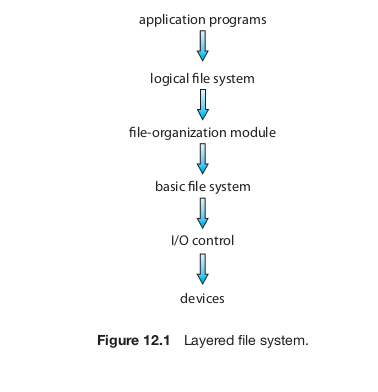 application programs
logical file system
file-organization module
basic file system
I/O control
devices
Figure 12.1 Layered file system.